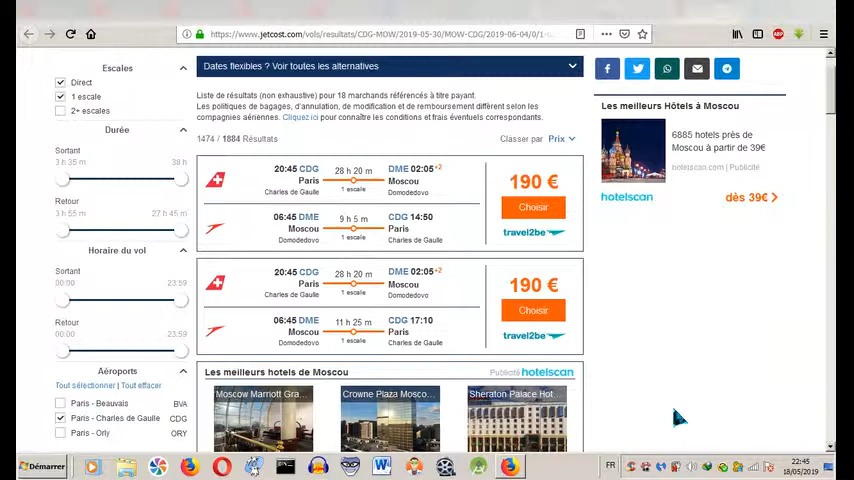 https://www.jetcost.com/vols/resultats/CDG-MOW/2019-05-30/MOW-CDG/2019-06-04/0/1-
Escales
Direct
1 escale
2+ escales
Durée
Sortant
3 h 35 m 38 h
Retour
3 h 55 m 27 h 45 m
Horaire du vol
Sortant
00:00 23:59
Retour
00:00 23:59
Aéroports
Tout sélectionner | Tout effacer
Paris - Beauvais BVA
Paris - Charles de Gaulle CDG
Paris - Orly ORY
Dates flexibles ? Voir toutes les alternatives
Liste de résultats (non exhaustive) pour 18 marchands référencés à titre payant.
Les politiques de bagages, d'annulation, de modification et de remboursement diffèrent selon les
compagnies aériennes. Cliquez ici pour connaître les conditions et frais éventuels correspondants.
1474 / 1884 Résultats Classer par Prix
20:45 CDG 28 h 20 m DME 02:05+2
Paris Moscou
Charles de Gaulle 1 escale Domodedovo
06:45 DME 9 h 5 m CDG 14:50
Moscou Paris
Domodedovo 1 escale Charles de Gaulle
190 €
Choisir
travel2be
20:45 CDG 28 h 20 m DME 02:05+2
Paris Moscou
Charles de Gaulle 1 escale Domodedovo
06:45 DME 11 h 25 m CDG 17:10
Moscou Paris
Domodedovo 1 escale Charles de Gaulle
190 €
Choisir
travel2be
Les meilleurs hotels de Moscou Publicité hotelscan
Moscow Marriott Gra... Crowne Plaza Mosco... Sheraton Palace Hot...
Les meilleurs Hôtels à Moscou
6885 hotels près de
Moscou à partir de 39€
hotelscan.com | Publicité
hotelscan dès 39€
Démarrer FR 22:45
18/05/2019